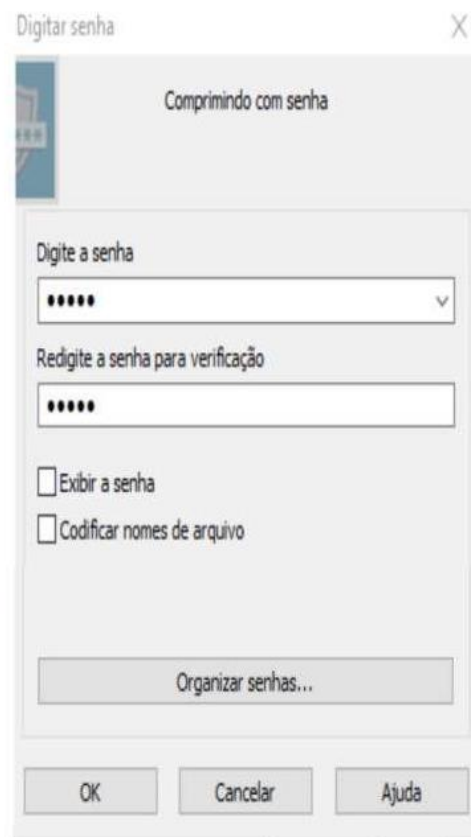 Digitar senha
Comprimindo com senha
Digite a senha
•••••
Redigite a senha para verificação
•••••
Exibir a senha
Codificar nomes de arquivo
Organizar senhas...
OK
Cancelar
Ajuda